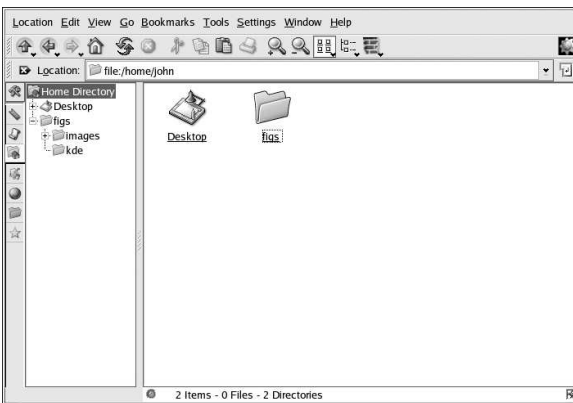 Location Edit View Go Bookmarks Tools Settings Window Help
Location: file:/home/john
Home Directory
Desktop
figs
images
kde
Desktop
figs
2 Items - 0 Files - 2 Directories